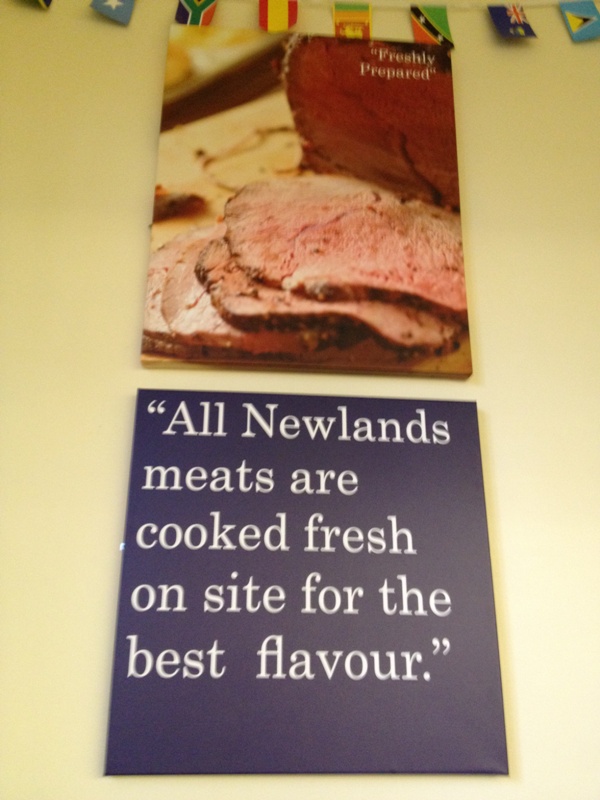 "Freshly
Prepared"
“All Newlands
meats are
cooked fresh
on site for the
best flavour.”